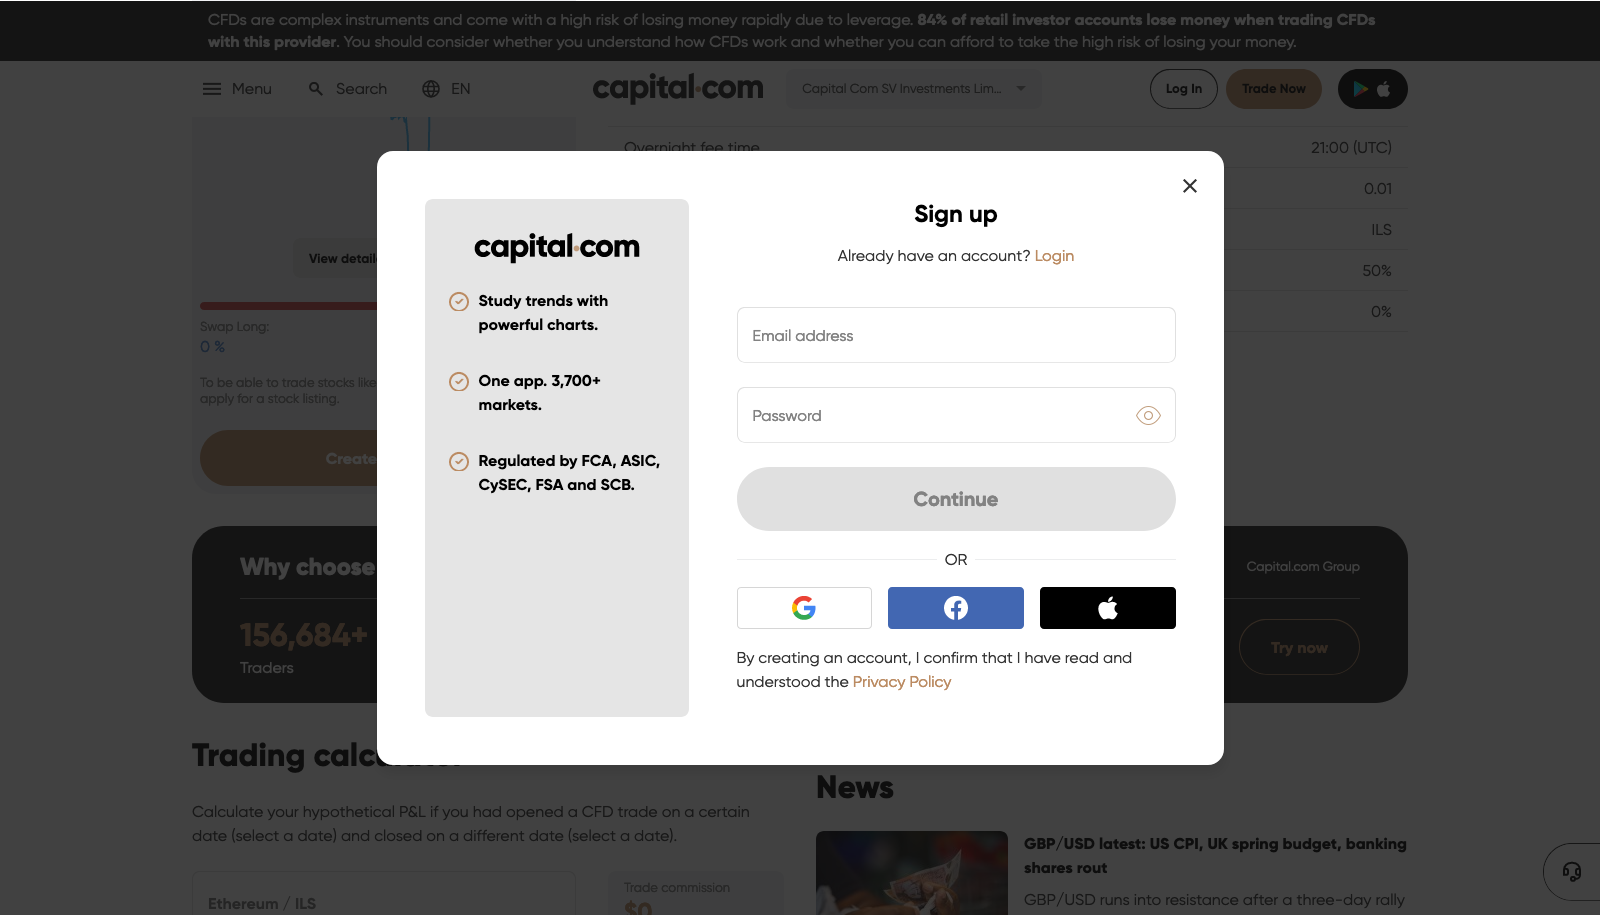 CFDs are complex instruments and come with a high risk of losing money rapidly due to leverage. 84% of retail investor accounts lose money when trading CFDs
with this provider. You should consider whether you understand how CFDs work and whether you can afford to take the high risk of losing your money.
Menu
Search
EN
capital.com
Capital Com SV Investments Lim...
Log In
Trade Now
Overnight fee time
21:00 (UTC)
0.01
ILS
50%
0%
View detail
Swap Long:
0 %
To be able to trade stocks like
apply for a stock listing.
Create
Sign up
Already have an account? Login
capital.com
Study trends with
powerful charts.
One app. 3,700+
markets.
Regulated by FCA, ASIC,
CySEC, FSA and SCB.
Email address
Password
Continue
OR
By creating an account, I confirm that I have read and
understood the Privacy Policy
Why choose
Capital.com Group
156,684+
Traders
Try now
Trading calculator
Calculate your hypothetical P&L if you had opened a CFD trade on a certain
date (select a date) and closed on a different date (select a date).
Ethereum / ILS
Trade commission
$0
News
GBP/USD latest: US CPI, UK spring budget, banking
shares rout
GBP/USD runs into resistance after a three-day rally